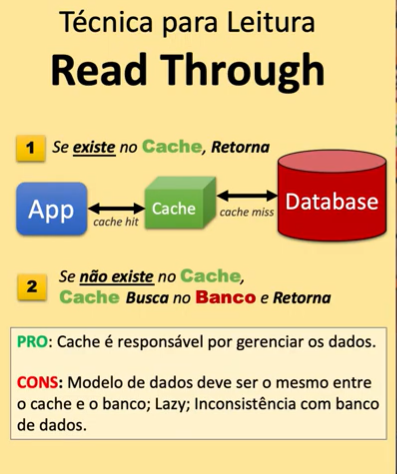 Técnica para Leitura
Read Through
1 Se existe no Cache, Retorna
App
cache hit
Cache
cache miss
Database
2 Se não existe no Cache,
Cache Busca no Banco e Retorna
PRO: Cache é responsável por gerenciar os dados.
CONS: Modelo de dados deve ser o mesmo entre
o cache e o banco; Lazy; Inconsistência com banco
de dados.